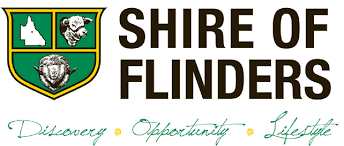 SHIRE OF
FLINDERS
Discovery • Opportunity • Lifestyle